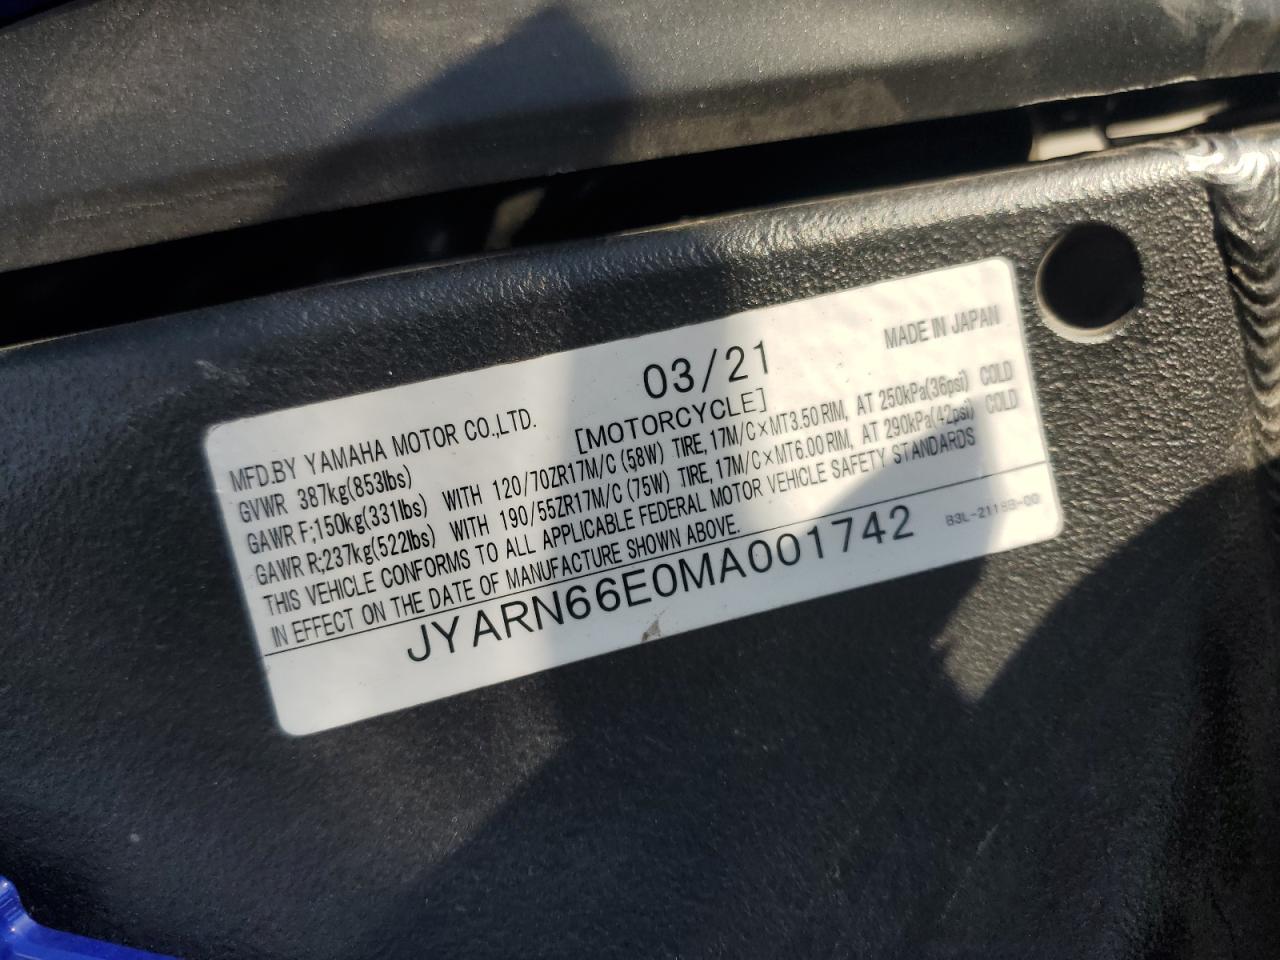 MFD.BY YAMAHA MOTOR CO.,LTD. 03/21 MADE IN JAPAN
GVWR 387kg(853lbs) [MOTORCYCLE]
GAWR F;150kg(331lbs) WITH 120/70ZR17M/C (58W) TIRE, 17M/C×MT3.50 RIM, AT 250kPa(36psi) COLD
GAWR R;237kg(522lbs) WITH 190/55ZR17M/C (75W) TIRE, 17M/C×MT6.00 RIM, AT 290kPa(42psi) COLD
THIS VEHICLE CONFORMS TO ALL APPLICABLE FEDERAL MOTOR VEHICLE SAFETY STANDARDS
IN EFFECT ON THE DATE OF MANUFACTURE SHOWN ABOVE.
JYARN66E0MA001742 B3L-2118B-00